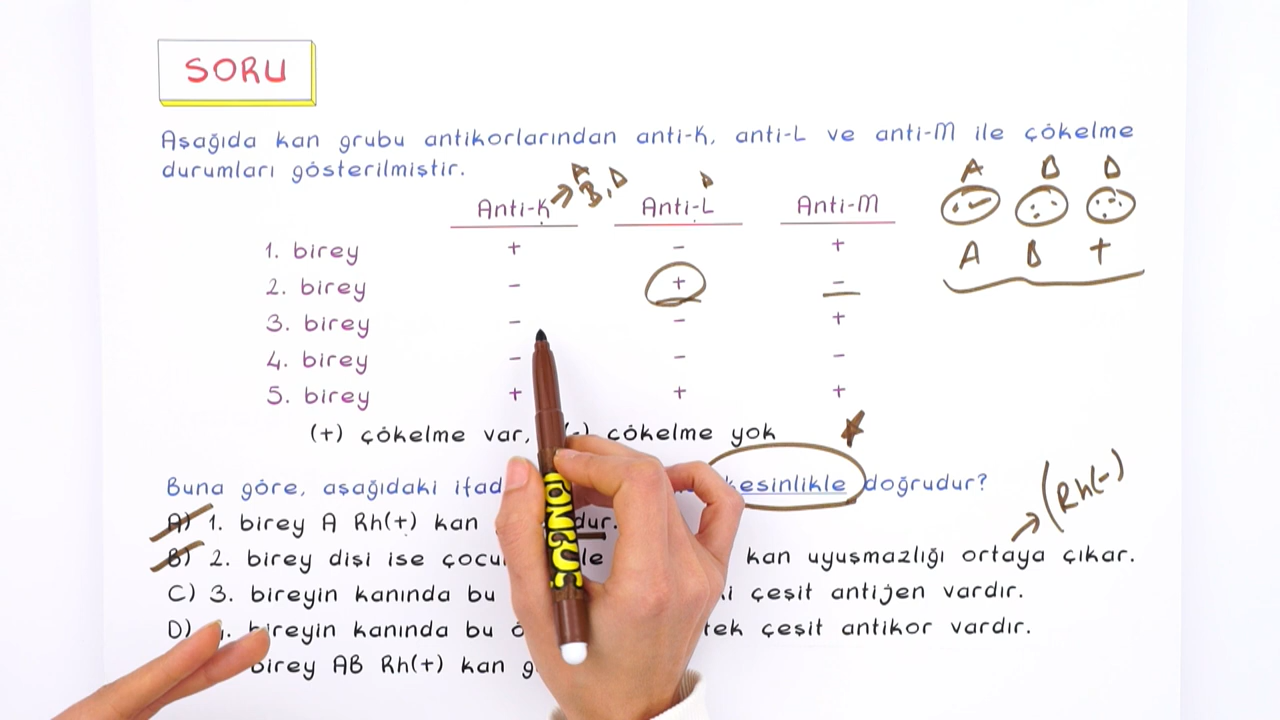 SORU
Aşağıda kan grubu antikorlarından anti-K, anti-L ve anti-M ile çökelme
durumları gösterilmiştir.
A B D
A
B, D
D
Anti-K Anti-L Anti-M
1. birey + - +
A B +
2. birey - + -
3. birey - - +
4. birey - - -
5. birey + + +
(+) çökelme var, (-) çökelme yok
Buna göre, aşağıdaki kesinlikle doğrudur?
Rh(-)
A) 1. birey A Rh(+) kan
B) 2. birey dişi ise kan uyuşmazlığı ortaya çıkar.
C) 3. bireyin kanında bu çeşit antijen vardır.
D) kanında bu tek çeşit antikor vardır.
birey AB Rh(+) kan
TONGUÇ